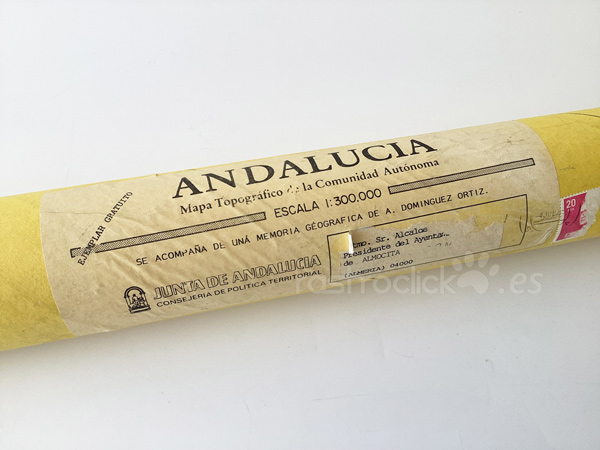 ANDALUCIA
Mapa Topográfico de la Comunidad Autónoma
ESCALA 1:300.000
EJEMPLAR GRATUITO
SE ACOMPAÑA DE UNA MEMORIA GEOGRAFICA DE A. DOMINGUEZ ORTIZ.
JUNTA DE ANDALUCIA
CONSEJERIA DE POLITICA TERRITORIAL
Sr. Alcalde
Presidente del Ayuntam
de ALMOCITA
(ALMERIA) 04000
20
.es